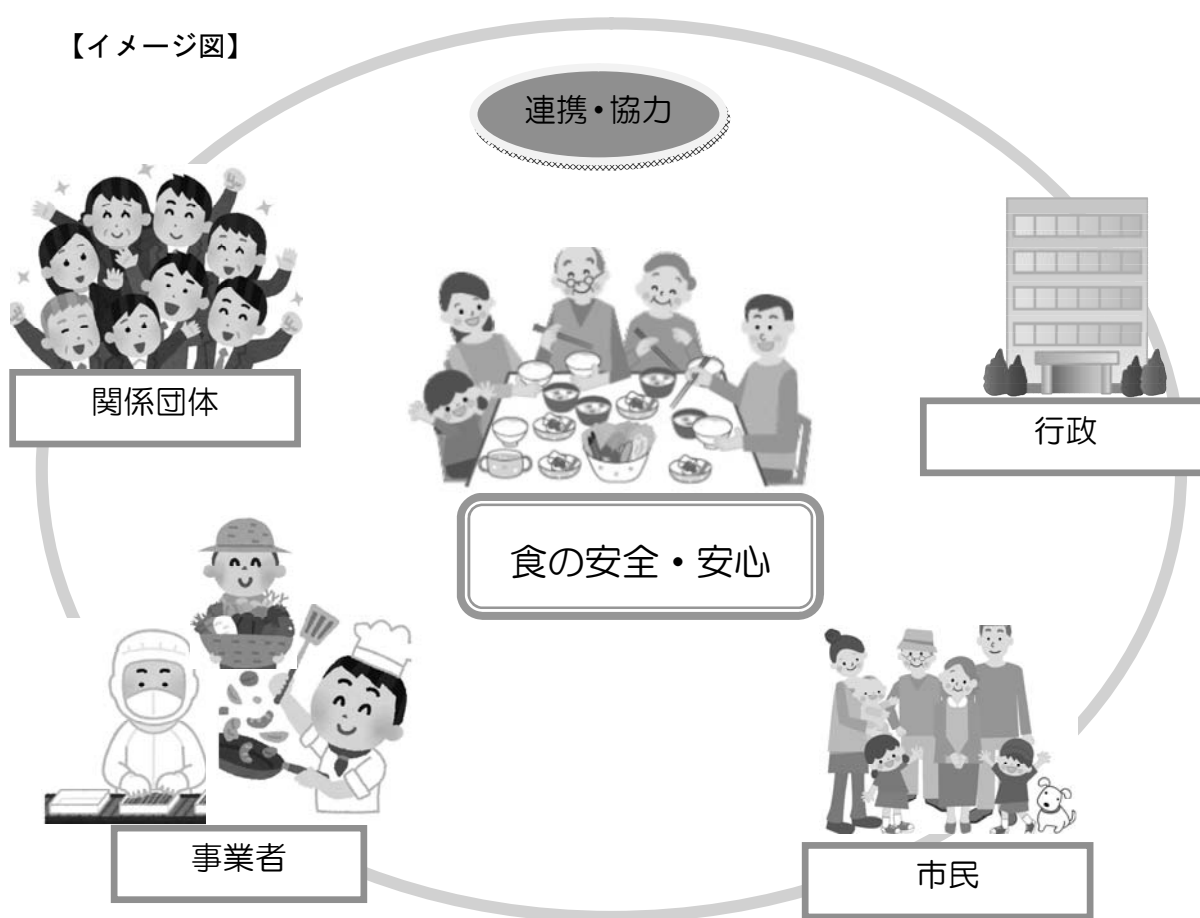 【イメージ図】
連携・協力
関係団体
行政
食の安全・安心
事業者
市民